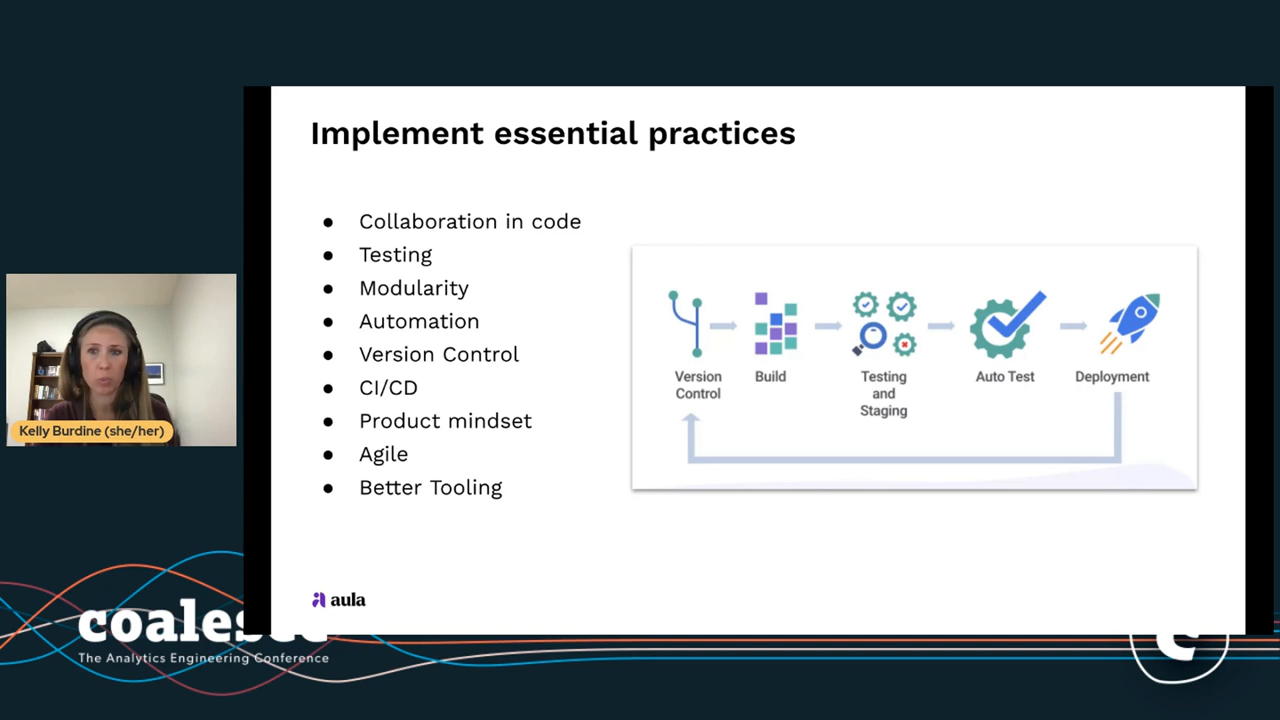 Implement essential practices
● Collaboration in code
● Testing
● Modularity
● Automation
● Version Control
● CI/CD
● Product mindset
● Agile
● Better Tooling
Version
Control
Build
Testing
and
Staging
Auto Test
Deployment
aula
Kelly Burdine (she/her)
The Analytics Engineering Conference